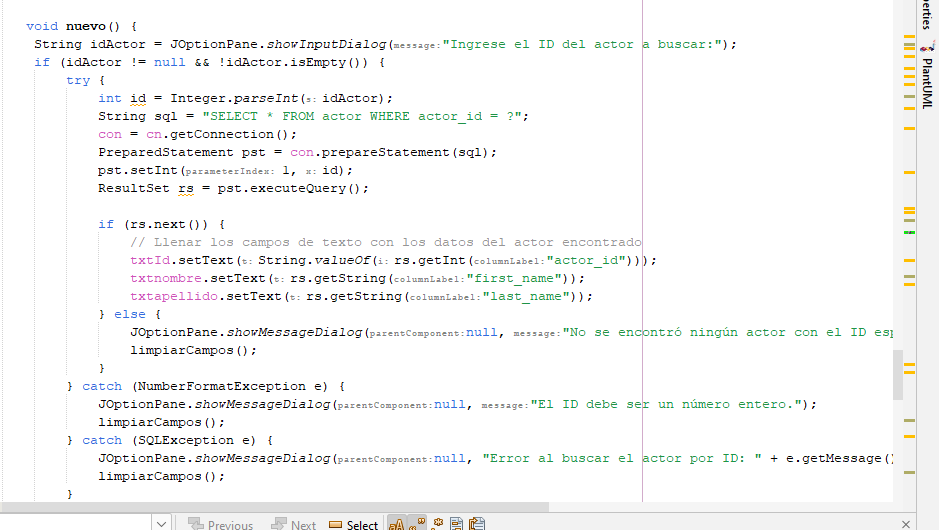 void nuevo() {
String idActor = JOptionPane.showInputDialog(message:"Ingrese el ID del actor a buscar:");
if (idActor != null && !idActor.isEmpty()) {
try {
int id = Integer.parseInt(s:idActor);
String sql = "SELECT * FROM actor WHERE actor_id = ?";
con = cn.getConnection();
PreparedStatement pst = con.prepareStatement(sql);
pst.setInt(parameterIndex:1, x:id);
ResultSet rs = pst.executeQuery();
if (rs.next()) {
// Llenar los campos de texto con los datos del actor encontrado
txtId.setText(t:String.valueOf(i:rs.getInt(columnLabel:"actor_id")));
txtnombre.setText(t:rs.getString(columnLabel:"first_name"));
txtapellido.setText(t:rs.getString(columnLabel:"last_name"));
} else {
JOptionPane.showMessageDialog(parentComponent:null, message:"No se encontró ningún actor con el ID esp
limpiarCampos();
}
} catch (NumberFormatException e) {
JOptionPane.showMessageDialog(parentComponent:null, message:"El ID debe ser un número entero.");
limpiarCampos();
} catch (SQLException e) {
JOptionPane.showMessageDialog(parentComponent:null, "Error al buscar el actor por ID: " + e.getMessage()
limpiarCampos();
}
perties
PlantUML
Previous
Next
Select
aA